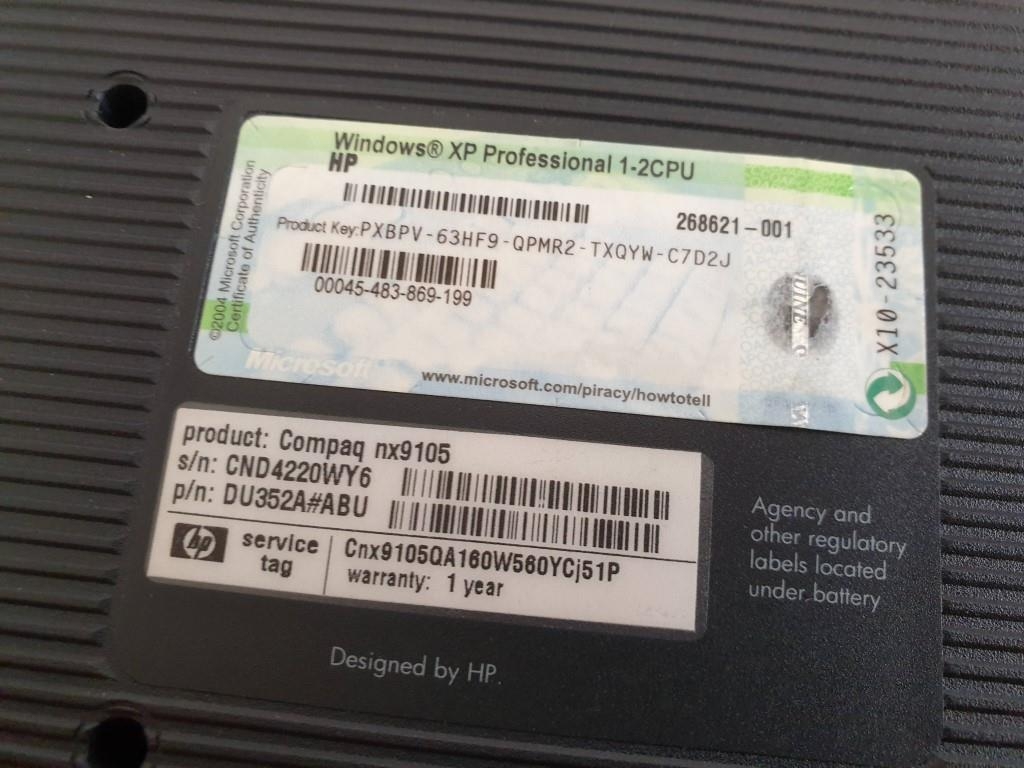 Windows® XP Professional 1-2CPU
HP
268621-001
Product Key:PXBPV-63HF9-QPMR2-TXQYW-C7D2J
00045-483-869-199
©2004 Microsoft Corporation
Certificate of Authenticity
X10-23533
Microsoft
www.microsoft.com/piracy/howtotell
product: Compaq nx9105
s/n: CND4220WY6
p/n: DU352A#ABU
hp
service
tag
Cnx9105QA160W560YCj51P
warranty: 1 year
Agency and
other regulatory
labels located
under battery
Designed by HP.